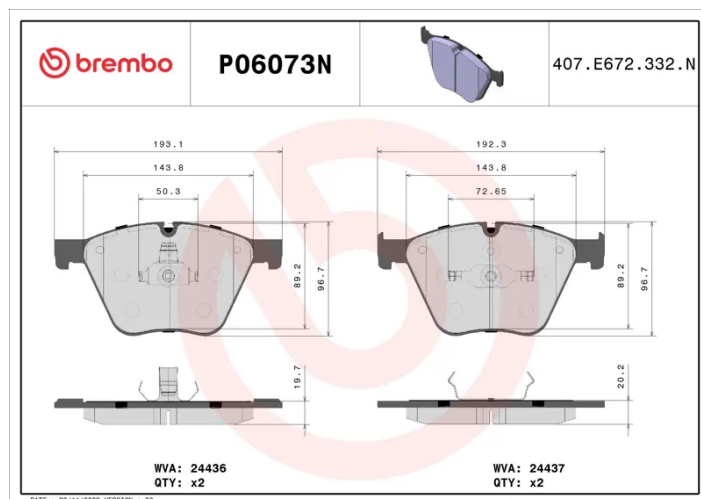 brembo
P06073N
407.E672.332.N
193.1
143.8
50.3
89.2
96.7
192.3
143.8
72.65
89.2
96.7
19.7
20.2
WVA: 24436
QTY: x2
WVA: 24437
QTY: x2